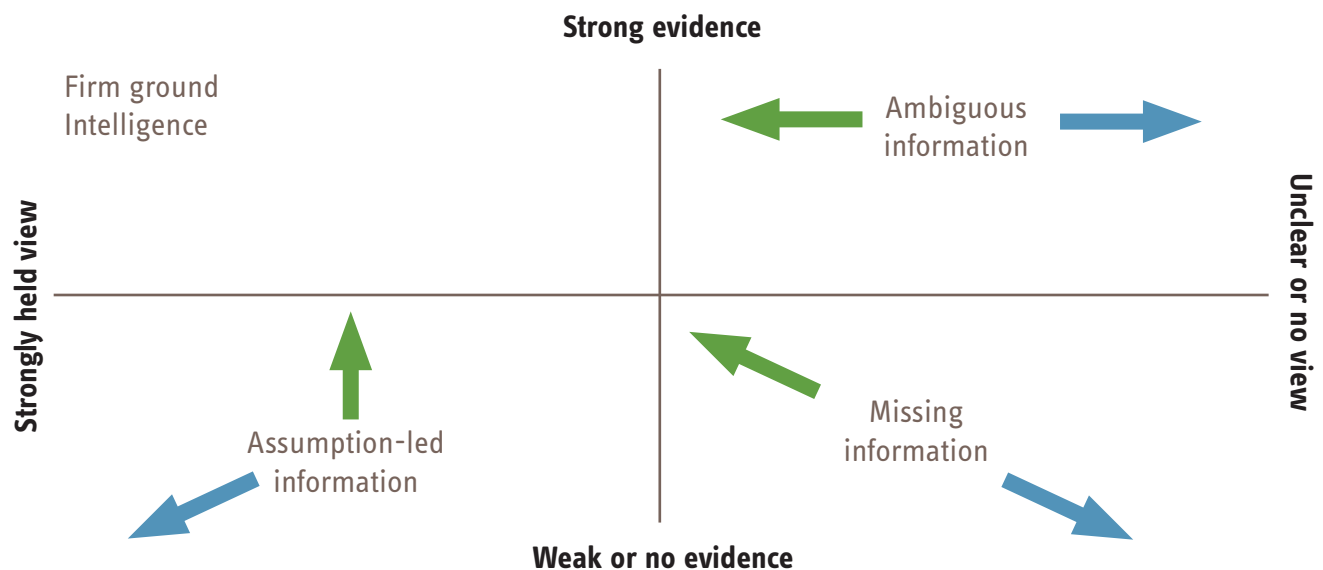 Strong evidence
Firm ground
Intelligence
Ambiguous
information
Strongly held view
Unclear or no view
Assumption-led
information
Missing
information
Weak or no evidence